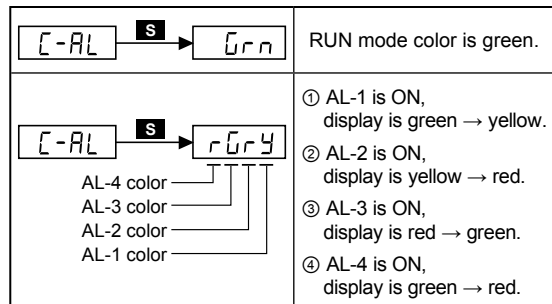 C-AL S Grn
RUN mode color is green.
C-AL S rGrY
AL-4 color
AL-3 color
AL-2 color
AL-1 color
① AL-1 is ON,
display is green → yellow.
② AL-2 is ON,
display is yellow → red.
③ AL-3 is ON,
display is red → green.
④ AL-4 is ON,
display is green → red.